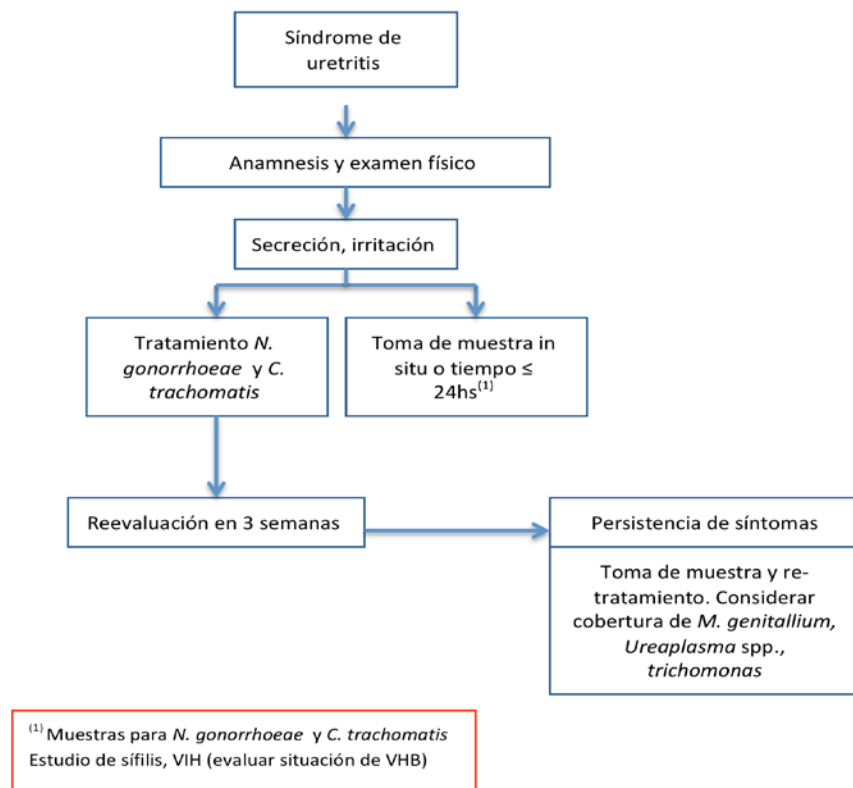 Síndrome de
uretritis
Anamnesis y examen físico
Secreción, irritación
Tratamiento N.
gonorrhoeae y C.
trachomatis
Toma de muestra in
situ o tiempo ≤
24hs(1)
Reevaluación en 3 semanas
Persistencia de síntomas
Toma de muestra y re-
tratamiento. Considerar
cobertura de M. genitallium,
Ureaplasma spp.,
trichomonas
(1) Muestras para N. gonorrhoeae y C. trachomatis
Estudio de sífilis, VIH (evaluar situación de VHB)